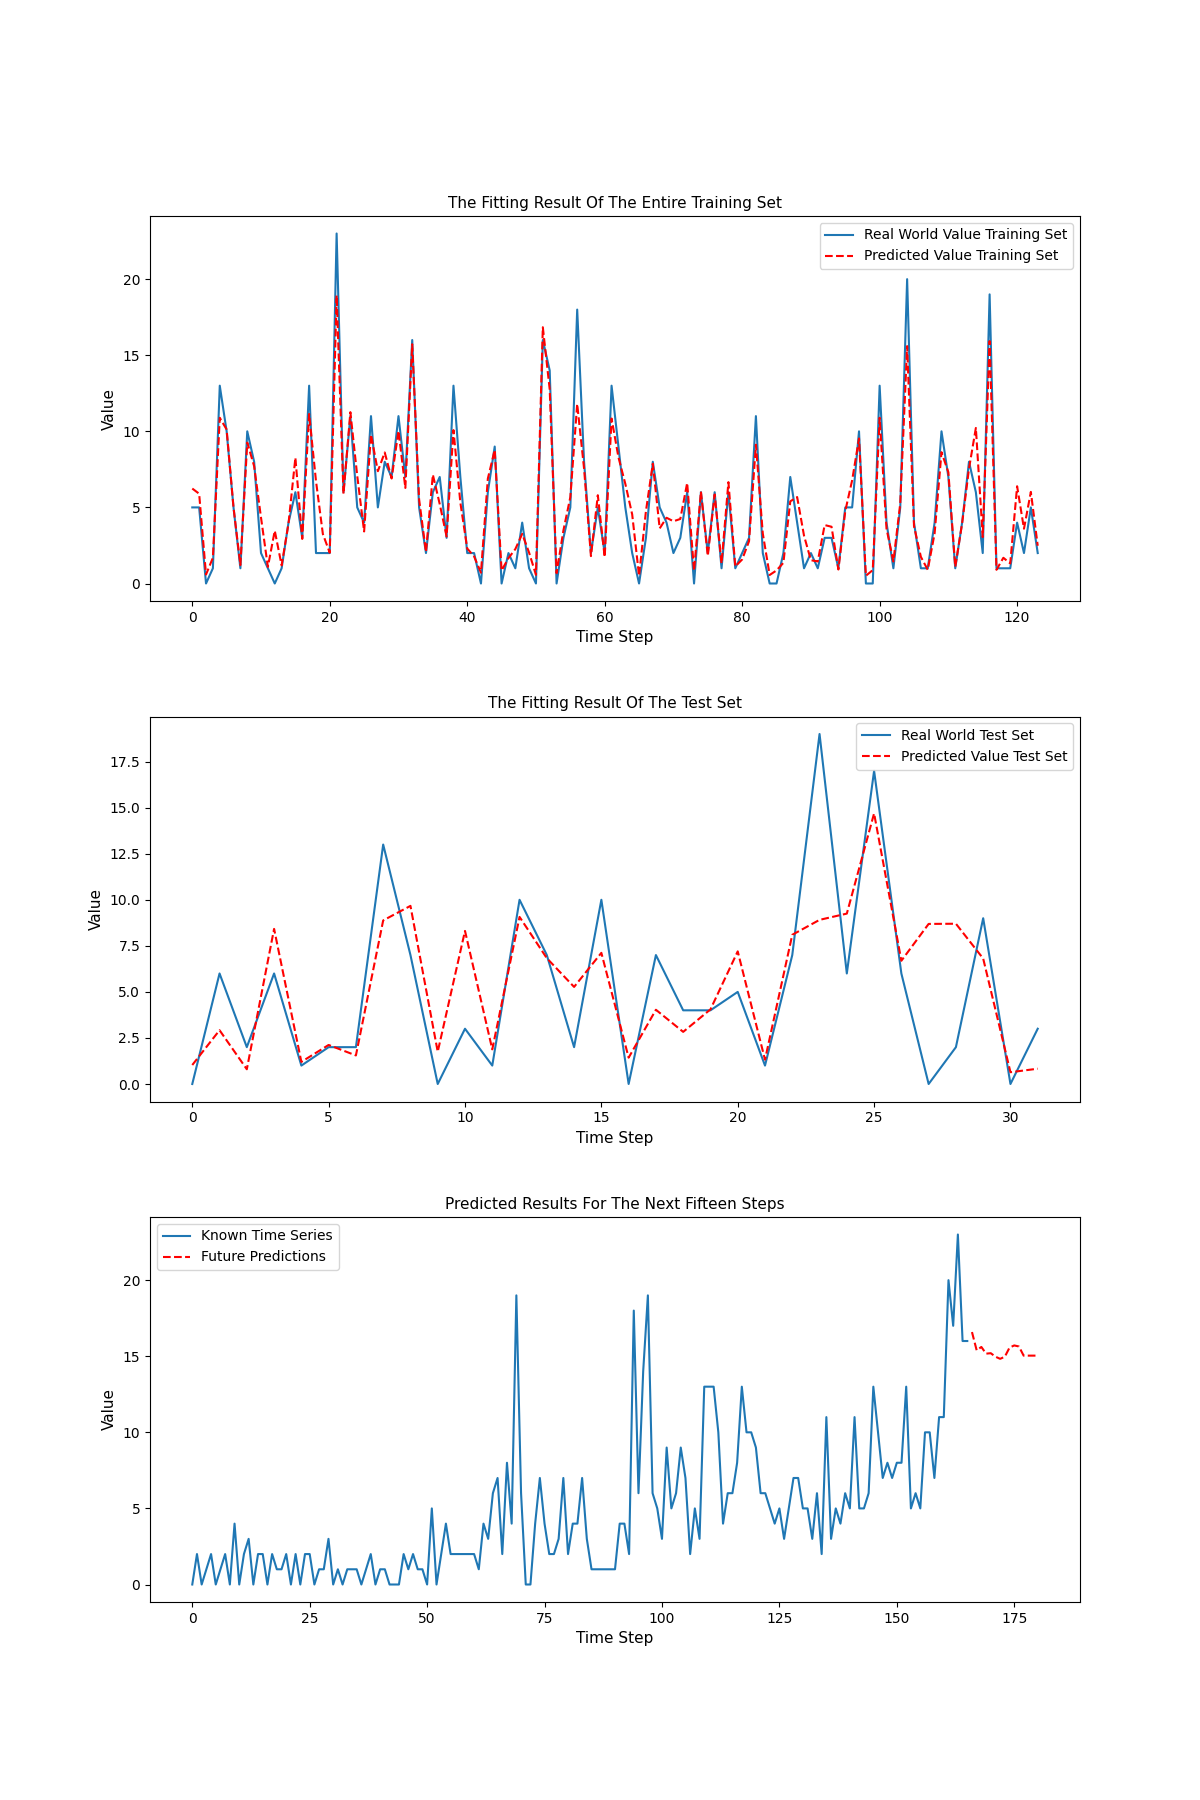 The Fitting Result Of The Entire Training Set
Real World Value Training Set
Predicted Value Training Set
Value
20
15
10
5
0
0 20 40 60 80 100 120
Time Step
The Fitting Result Of The Test Set
Real World Test Set
Predicted Value Test Set
Value
17.5
15.0
12.5
10.0
7.5
5.0
2.5
0.0
0 5 10 15 20 25 30
Time Step
Predicted Results For The Next Fifteen Steps
Known Time Series
Future Predictions
Value
20
15
10
5
0
0 25 50 75 100 125 150 175
Time Step